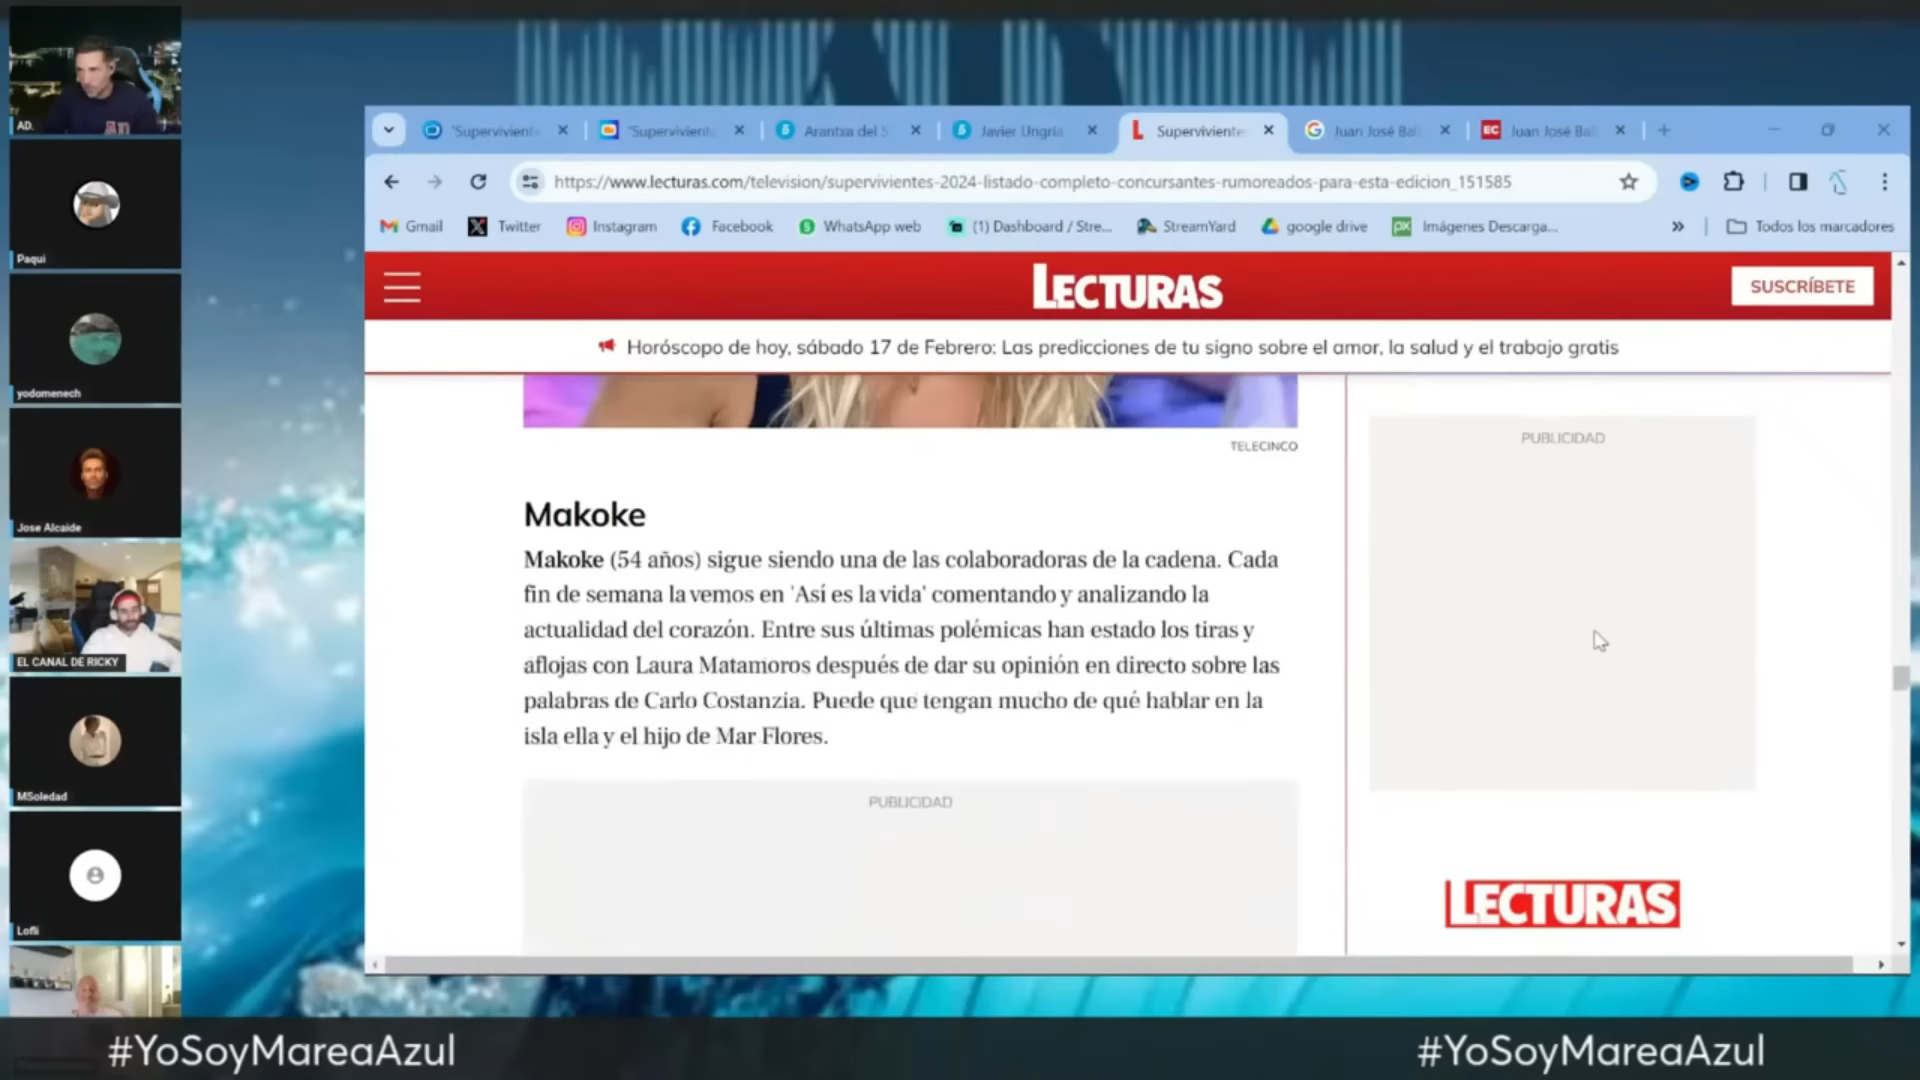 AD.
Paqui
yodomenech
Jose Alcaide
EL CANAL DE RICKY
MSoledad
Lofli
"Supervivient
"Supervivient
Arantxa del S
Javier Ungría
Superviviente
Juan José Bal
EC
Juan José Bal
https://www.lecturas.com/television/supervivientes-2024-listado-completo-concursantes-rumoreados-para-esta-edicion_151585
Gmail
Twitter
Instagram
Facebook
WhatsApp web
(1) Dashboard / Stre...
StreamYard
google drive
px
Imágenes Descarga...
Todos los marcadores
LECTURAS
SUSCRÍBETE
Horóscopo de hoy, sábado 17 de Febrero: Las predicciones de tu signo sobre el amor, la salud y el trabajo gratis
TELECINCO
Makoke
Makoke (54 años) sigue siendo una de las colaboradoras de la cadena. Cada
fin de semana la vemos en 'Así es la vida' comentando y analizando la
actualidad del corazón. Entre sus últimas polémicas han estado los tiras y
aflojas con Laura Matamoros después de dar su opinión en directo sobre las
palabras de Carlo Costanzia. Puede que tengan mucho de qué hablar en la
isla ella y el hijo de Mar Flores.
PUBLICIDAD
PUBLICIDAD
LECTURAS
#YoSoyMareaAzul
#YoSoyMareaAzul